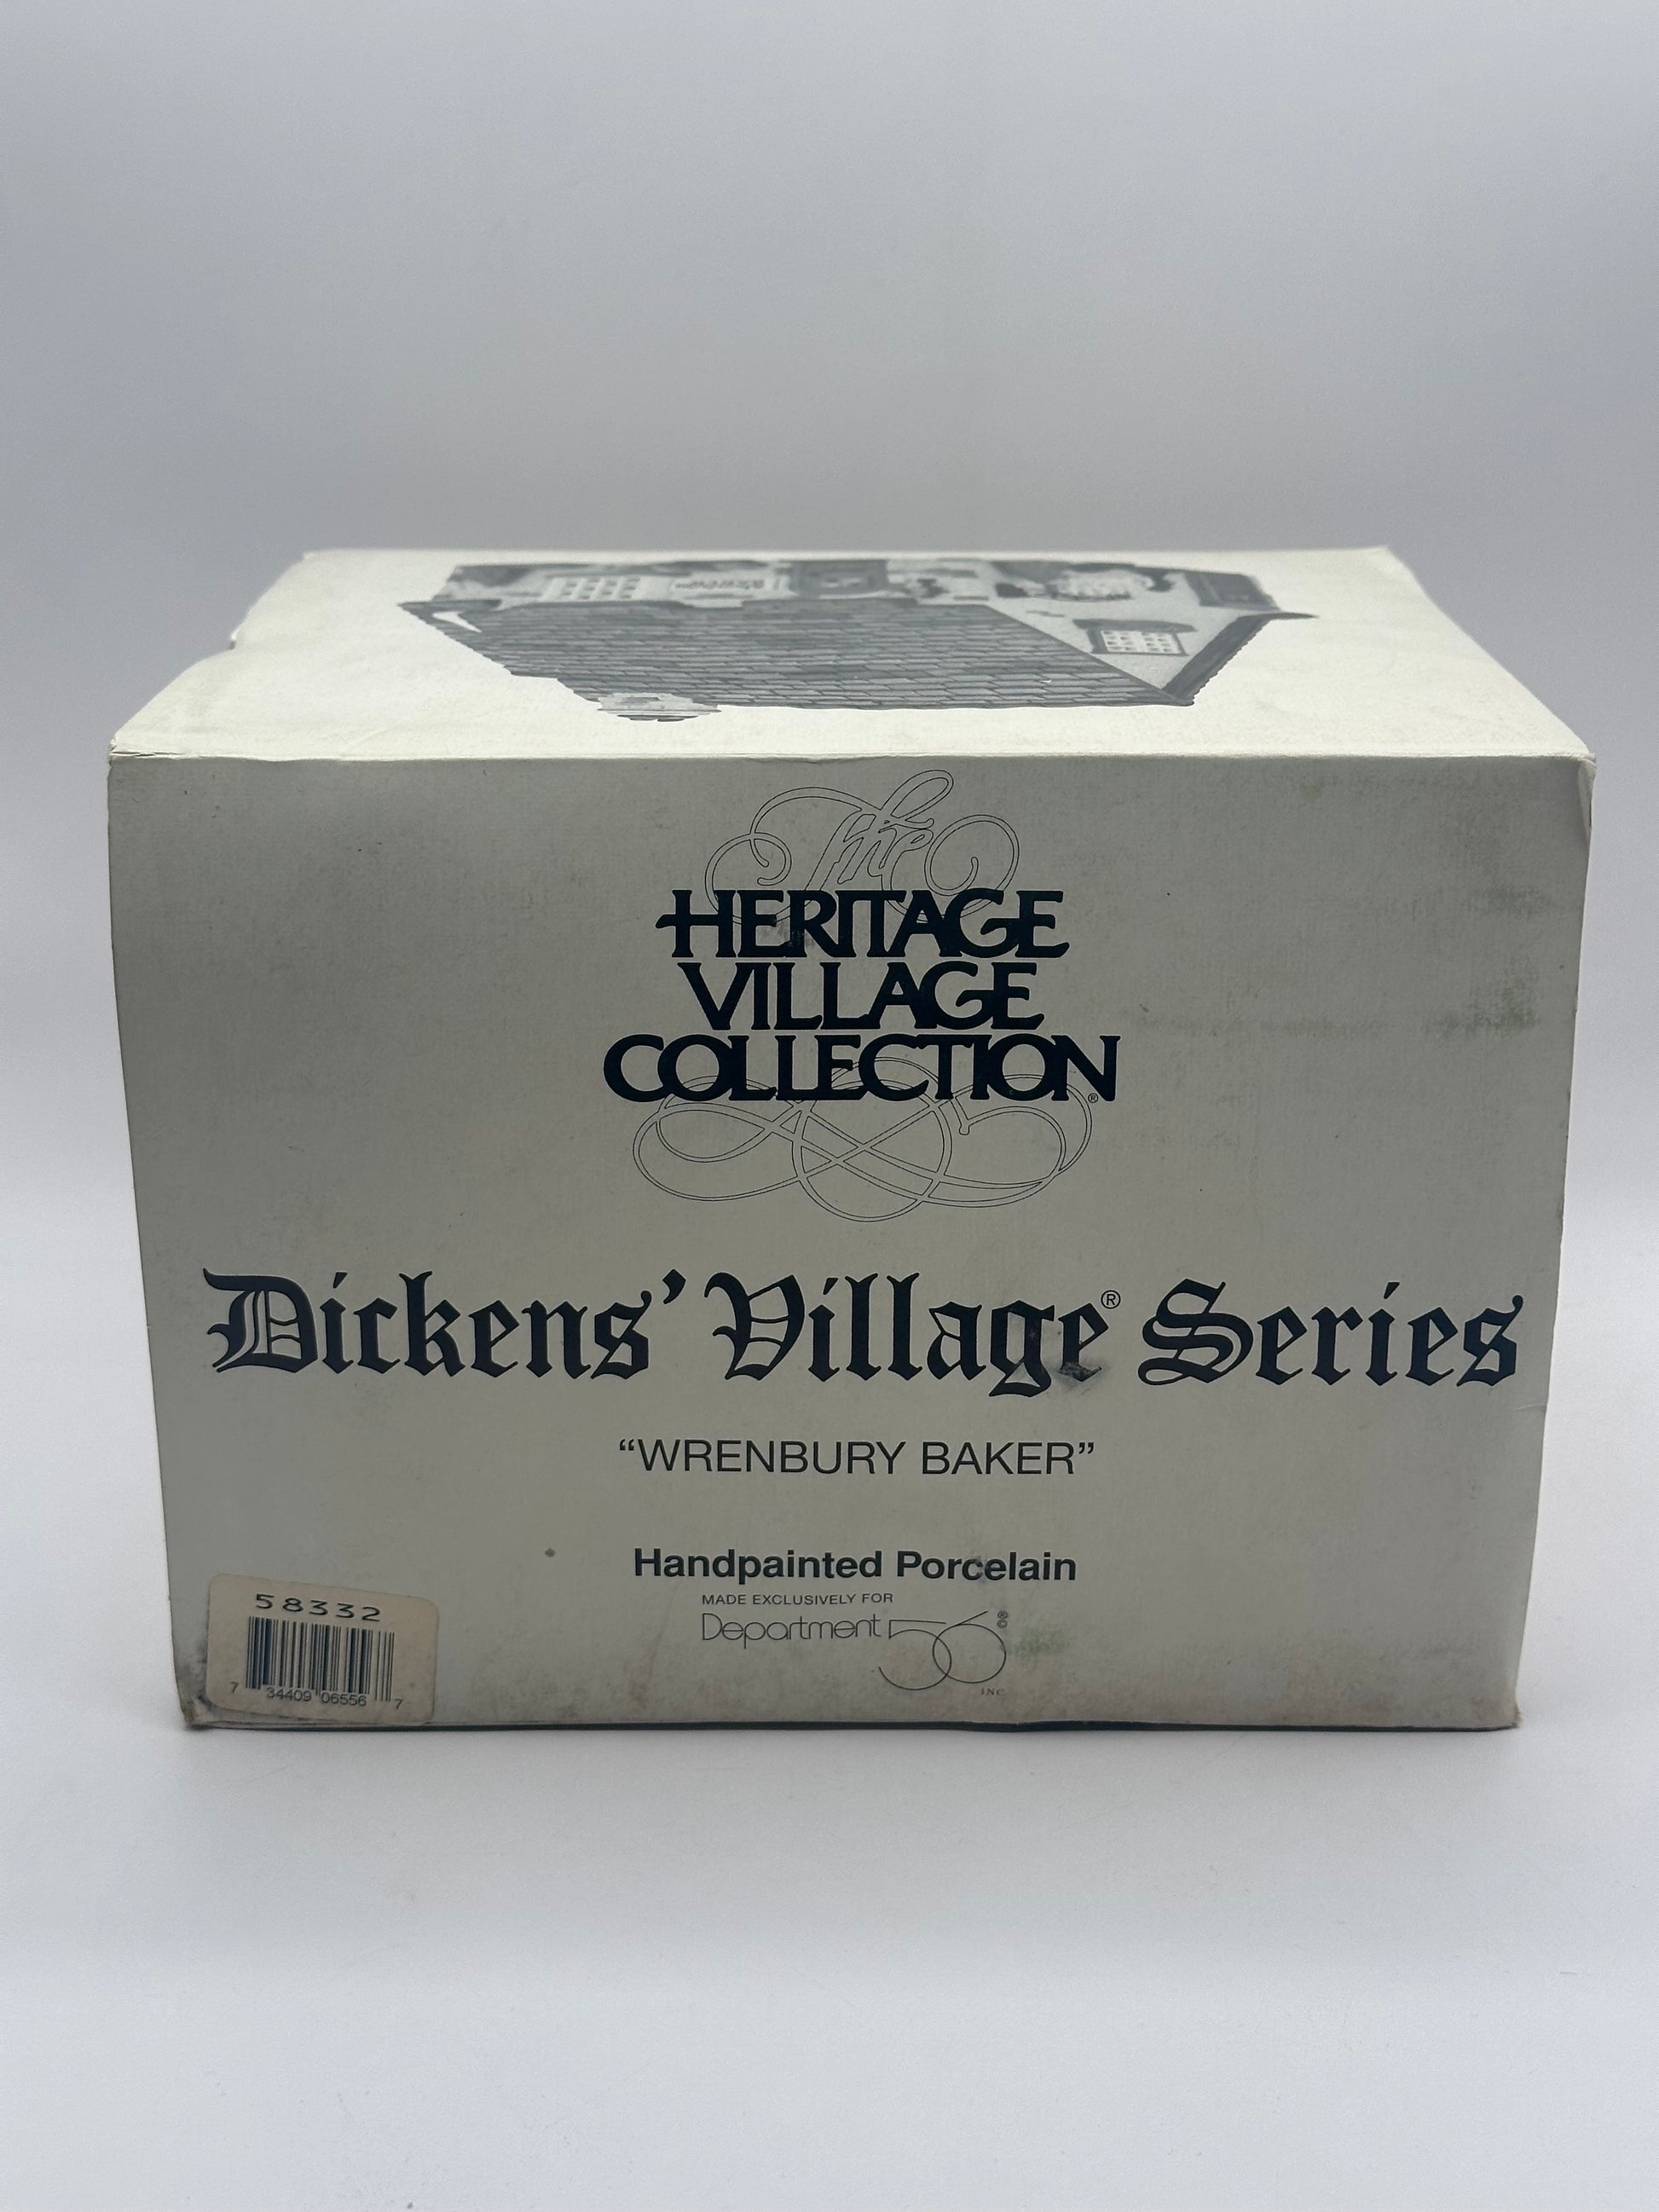 The
HERITAGE
VILLAGE
COLLECTION®
Dickens' Village® Series
“WRENBURY BAKER”
Handpainted Porcelain
MADE EXCLUSIVELY FOR
Department 56®
INC.
58332
7 34409 06556 7